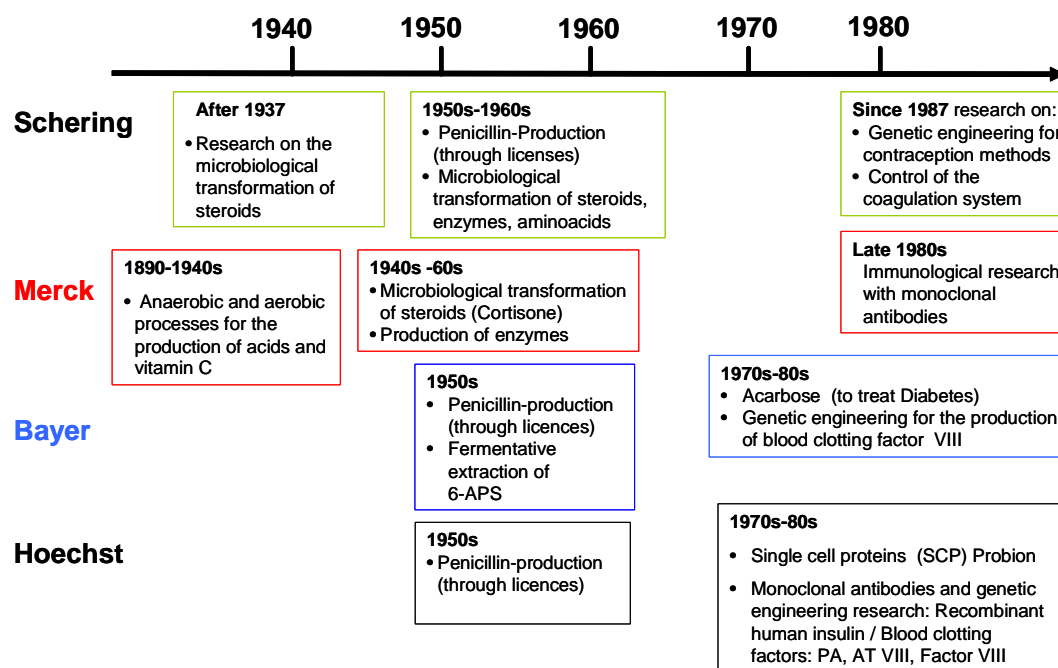 1940 1950 1960 1970 1980
Schering
After 1937
• Research on the
microbiological
transformation of
steroids
1950s-1960s
• Penicillin-Production
(through licenses)
• Microbiological
transformation of steroids,
enzymes, aminoacids
Since 1987 research on:
• Genetic engineering for
contraception methods
• Control of the
coagulation system
Merck
1890-1940s
• Anaerobic and aerobic
processes for the
production of acids and
vitamin C
1940s -60s
• Microbiological transformation
of steroids (Cortisone)
• Production of enzymes
Late 1980s
Immunological research
with monoclonal
antibodies
Bayer
1950s
• Penicillin-production
(through licences)
• Fermentative
extraction of
6-APS
1970s-80s
• Acarbose (to treat Diabetes)
• Genetic engineering for the production
of blood clotting factor VIII
Hoechst
1950s
• Penicillin-production
(through licences)
1970s-80s
• Single cell proteins (SCP) Probion
• Monoclonal antibodies and genetic
engineering research: Recombinant
human insulin / Blood clotting
factors: PA, AT VIII, Factor VIII